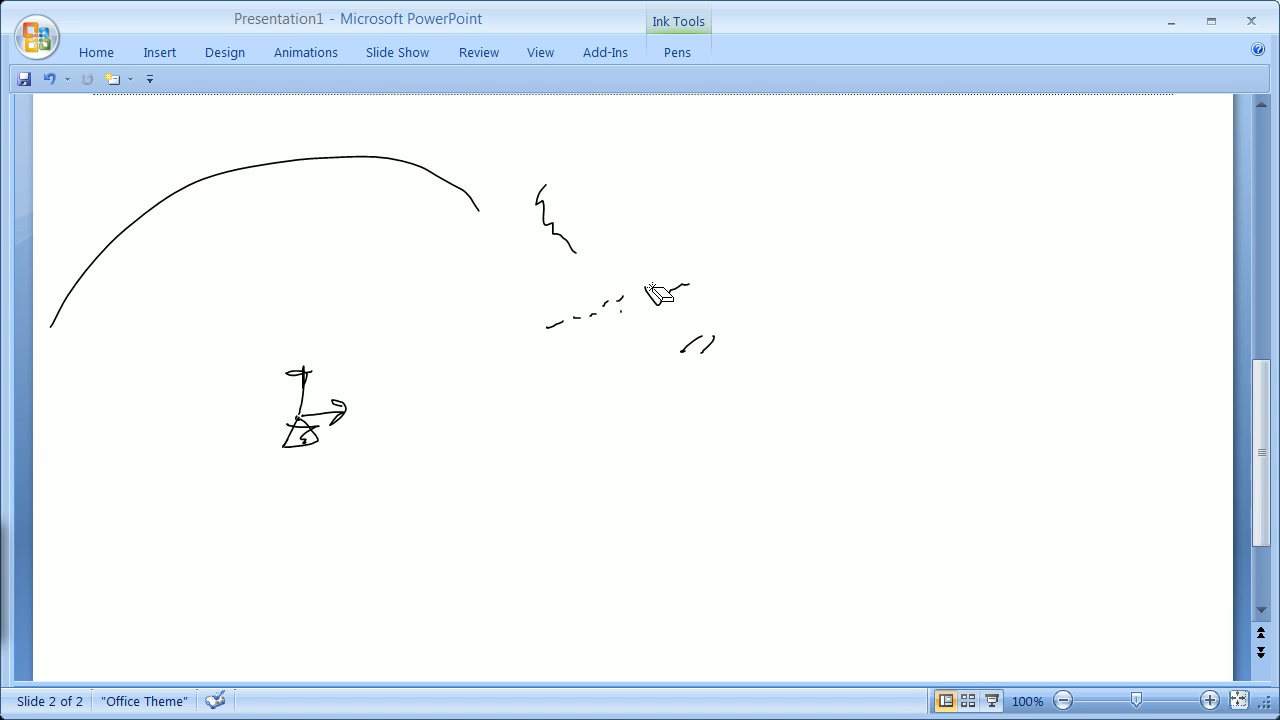 Presentation1 - Microsoft PowerPoint
Ink Tools
Home Insert Design Animations Slide Show Review View Add-Ins Pens
Slide 2 of 2 "Office Theme" 100%